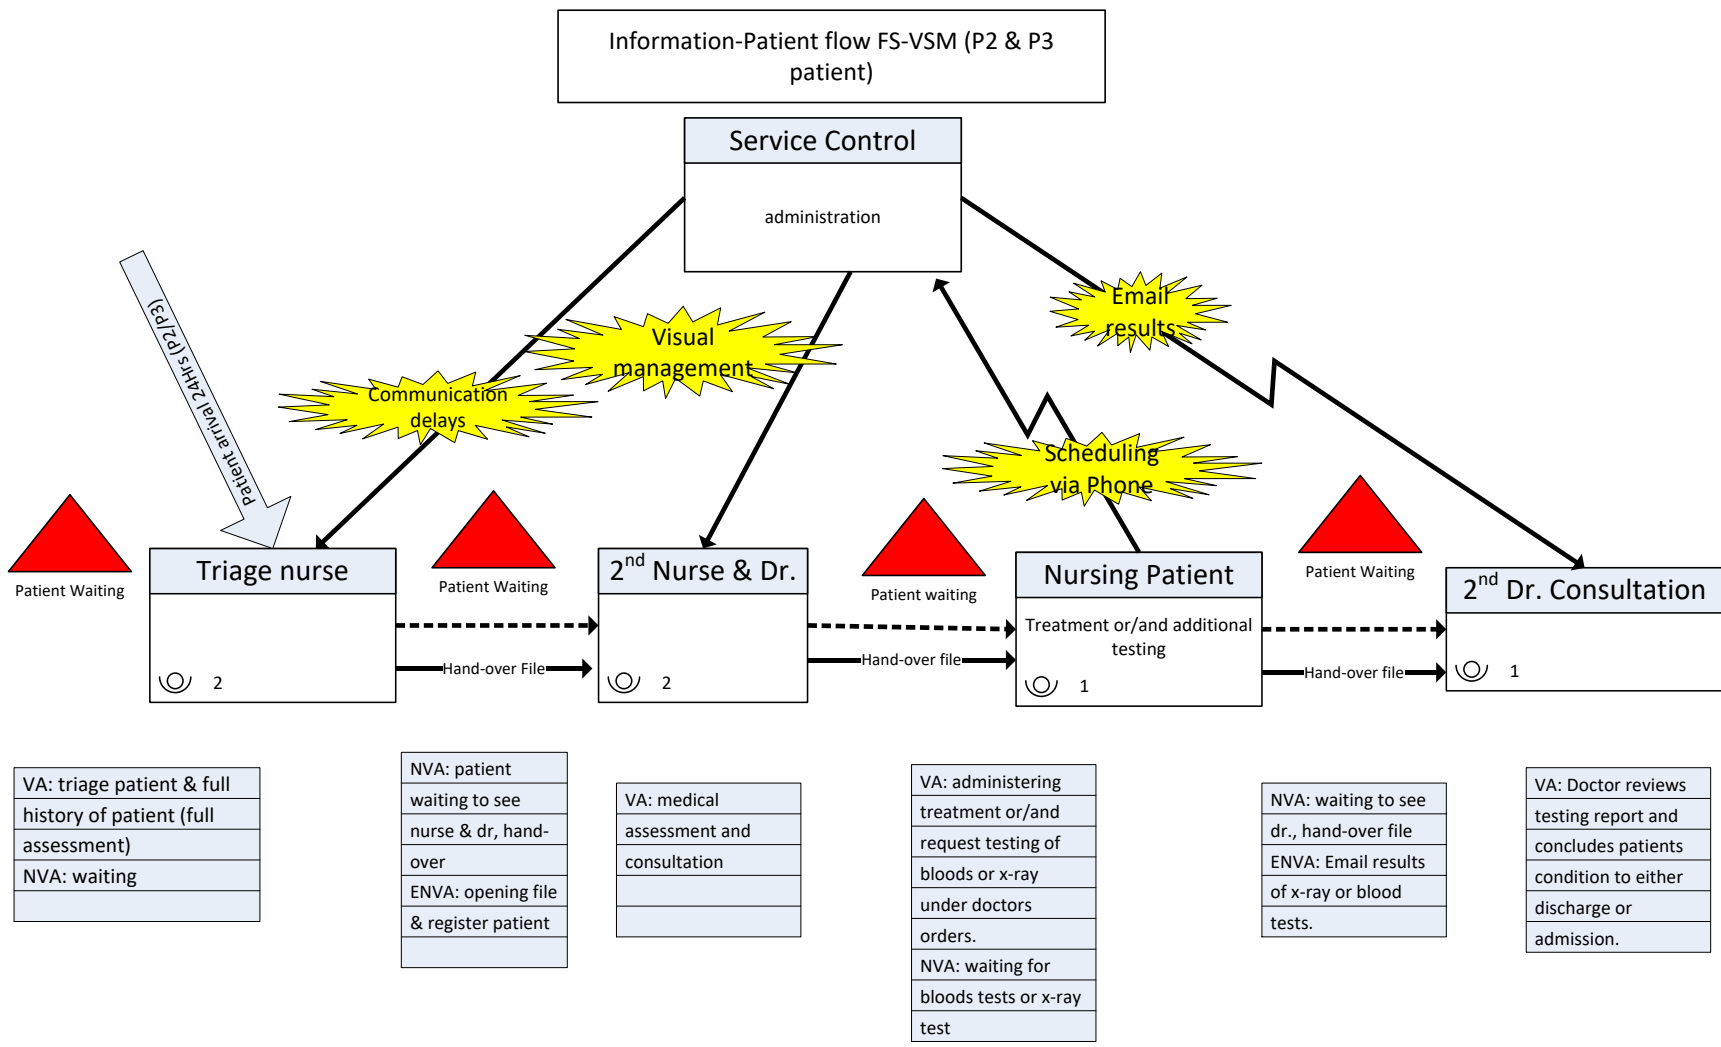 Information-Patient flow FS-VSM (P2 & P3
patient)
Service Control
administration
Patient arrival 24Hrs (P2/P3)
Communication
delays
Visual
management
Email
results
Scheduling
via Phone
Patient Waiting
Triage nurse
2
Patient Waiting
Hand-over File
2nd Nurse & Dr.
2
Patient waiting
Hand-over file
Nursing Patient
Treatment or/and additional
testing
1
Patient Waiting
Hand-over file
2nd Dr. Consultation
1
VA: triage patient & full
history of patient (full
assessment)
NVA: waiting
NVA: patient
waiting to see
nurse & dr, hand-
over
ENVA: opening file
& register patient
VA: medical
assessment and
consultation
VA: administering
treatment or/and
request testing of
bloods or x-ray
under doctors
orders.
NVA: waiting for
bloods tests or x-ray
test
NVA: waiting to see
dr., hand-over file
ENVA: Email results
of x-ray or blood
tests.
VA: Doctor reviews
testing report and
concludes patients
condition to either
discharge or
admission.